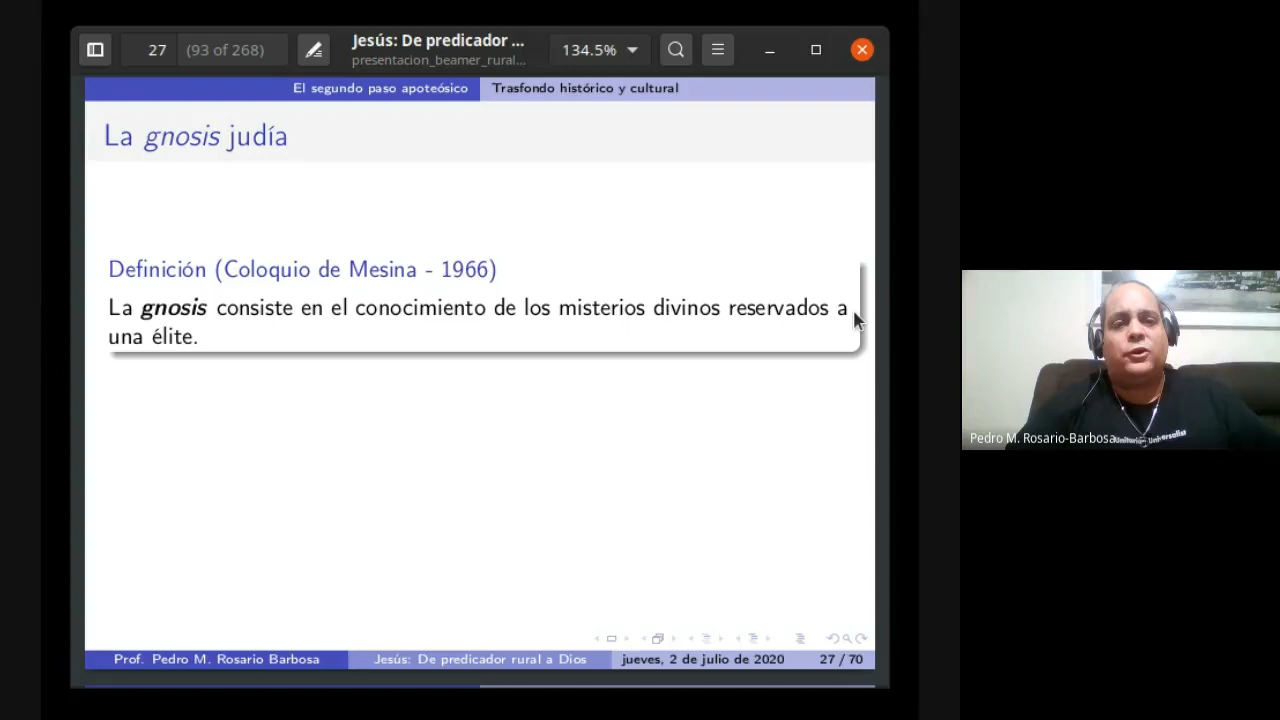 27 (93 of 268)
Jesús: De predicador ...
presentacion_beamer_rural...
134.5%
El segundo paso apoteósico Trasfondo histórico y cultural
La gnosis judía
Definición (Coloquio de Mesina - 1966)
La gnosis consiste en el conocimiento de los misterios divinos reservados a
una élite.
Prof. Pedro M. Rosario Barbosa Jesús: De predicador rural a Dios jueves, 2 de julio de 2020 27 / 70
Pedro M. Rosario-Barbosa
Unitarian Universalist